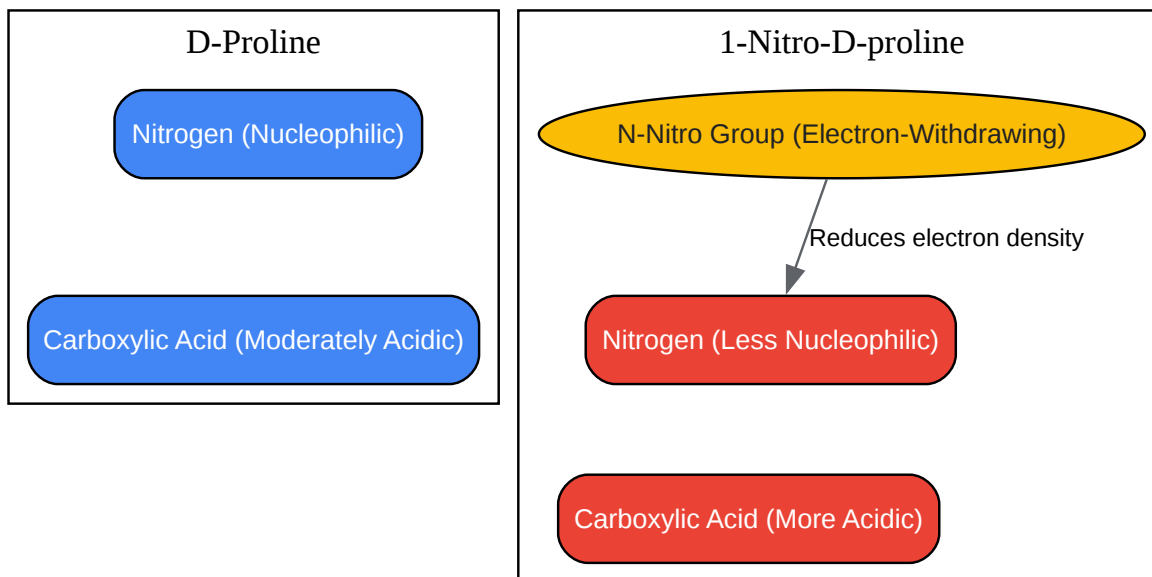 D-Proline
Nitrogen (Nucleophilic)
Carboxylic Acid (Moderately Acidic)
1-Nitro-D-proline
N-Nitro Group (Electron-Withdrawing)
Reduces electron density
Nitrogen (Less Nucleophilic)
Carboxylic Acid (More Acidic)